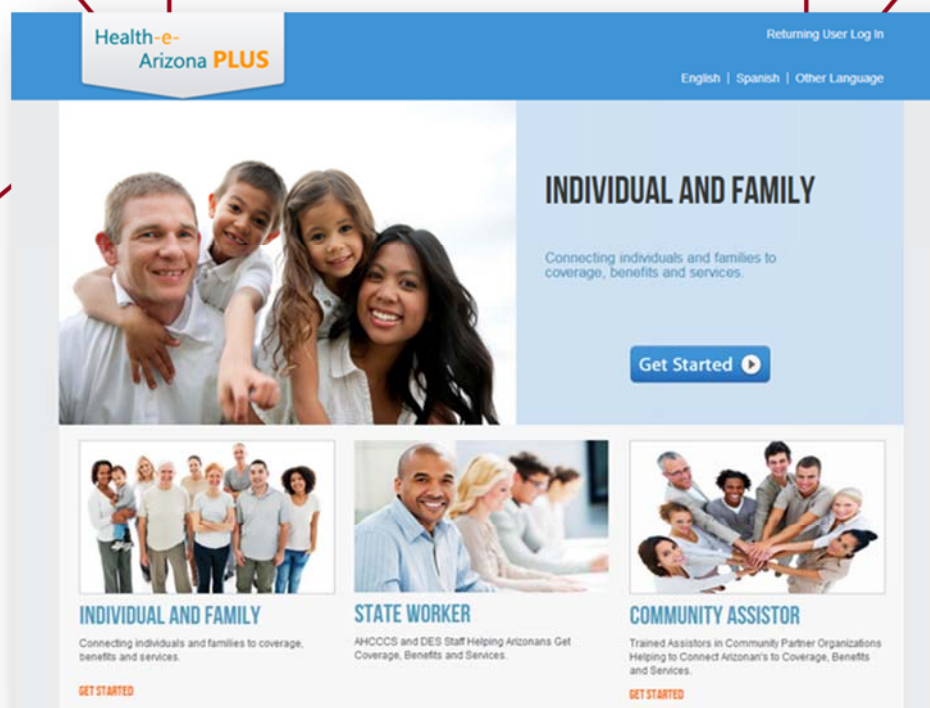 Health-e-
Arizona PLUS
Returning User Log In
English | Spanish | Other Language
INDIVIDUAL AND FAMILY
Connecting individuals and families to
coverage, benefits and services.
Get Started
INDIVIDUAL AND FAMILY
Connecting individuals and families to coverage,
benefits and services.
GET STARTED
STATE WORKER
AHCCCS and DES Staff Helping Arizonans Get
Coverage, Benefits and Services.
COMMUNITY ASSISTOR
Trained Assistors in Community Partner Organizations
Helping to Connect Arizonan's to Coverage, Benefits
and Services.
GET STARTED